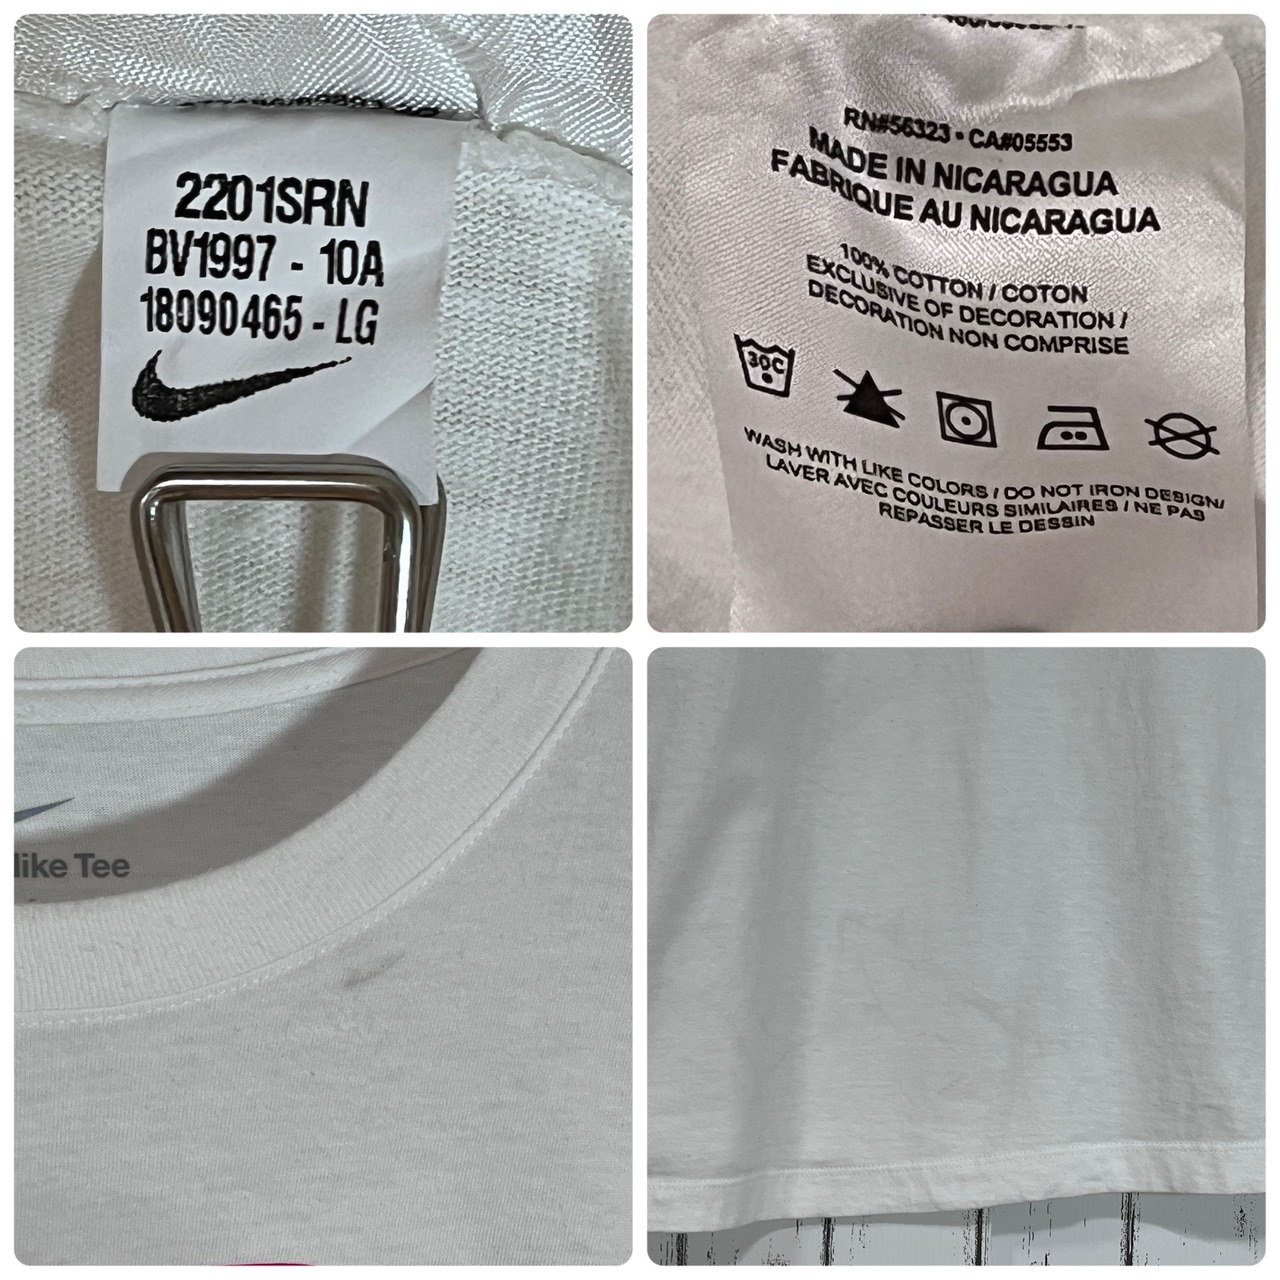 2201SRN
BV1997 - 10A
18090465 - LG
RN#56323 • CA#05553
MADE IN NICARAGUA
FABRIQUE AU NICARAGUA
100% COTTON / COTON
EXCLUSIVE OF DECORATION /
DECORATION NON COMPRISE
30C
WASH WITH LIKE COLORS / DO NOT IRON DESIGN/
LAVER AVEC COULEURS SIMILAIRES / NE PAS
REPASSER LE DESSIN
ike Tee